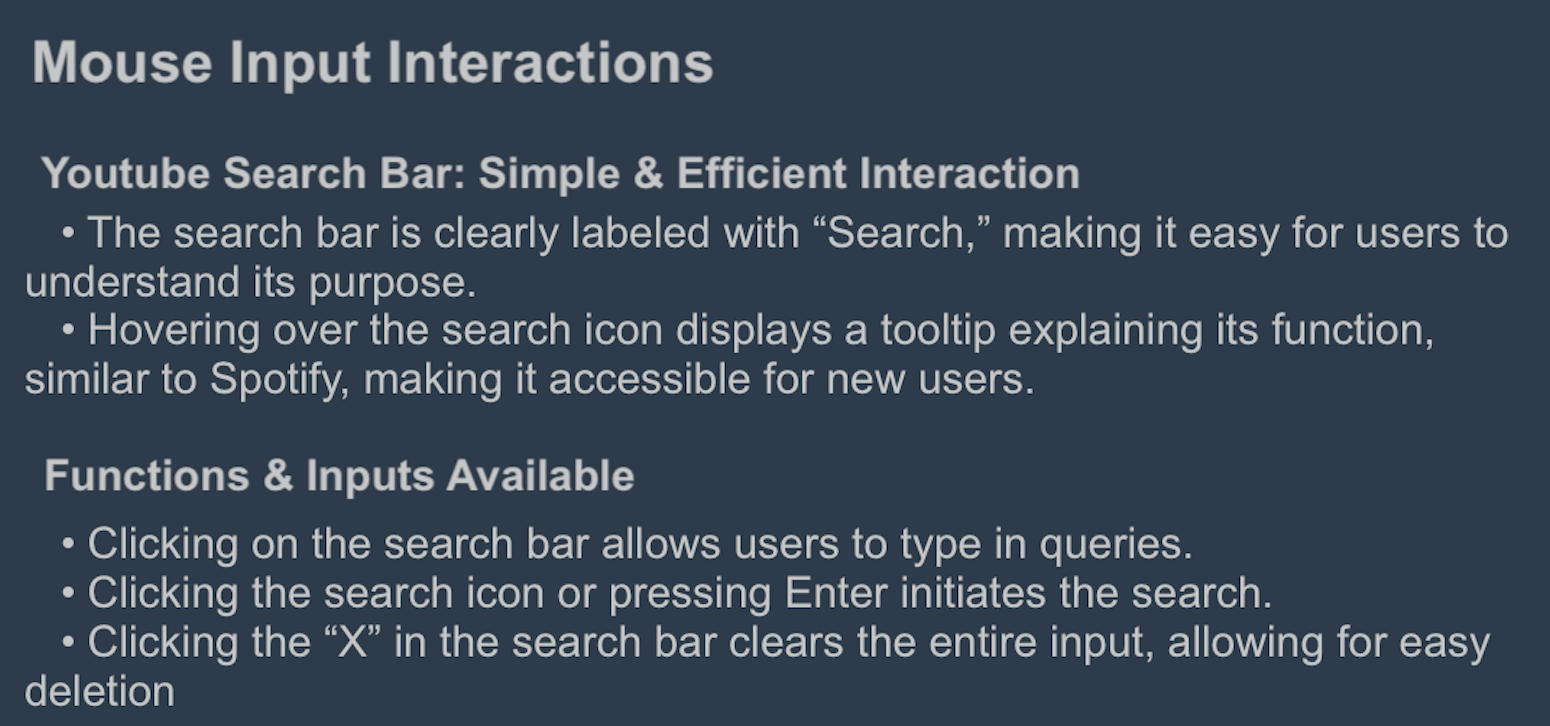 Mouse Input Interactions
Youtube Search Bar: Simple & Efficient Interaction
• The search bar is clearly labeled with “Search,” making it easy for users to
understand its purpose.
• Hovering over the search icon displays a tooltip explaining its function,
similar to Spotify, making it accessible for new users.
Functions & Inputs Available
• Clicking on the search bar allows users to type in queries.
• Clicking the search icon or pressing Enter initiates the search.
• Clicking the “X” in the search bar clears the entire input, allowing for easy
deletion